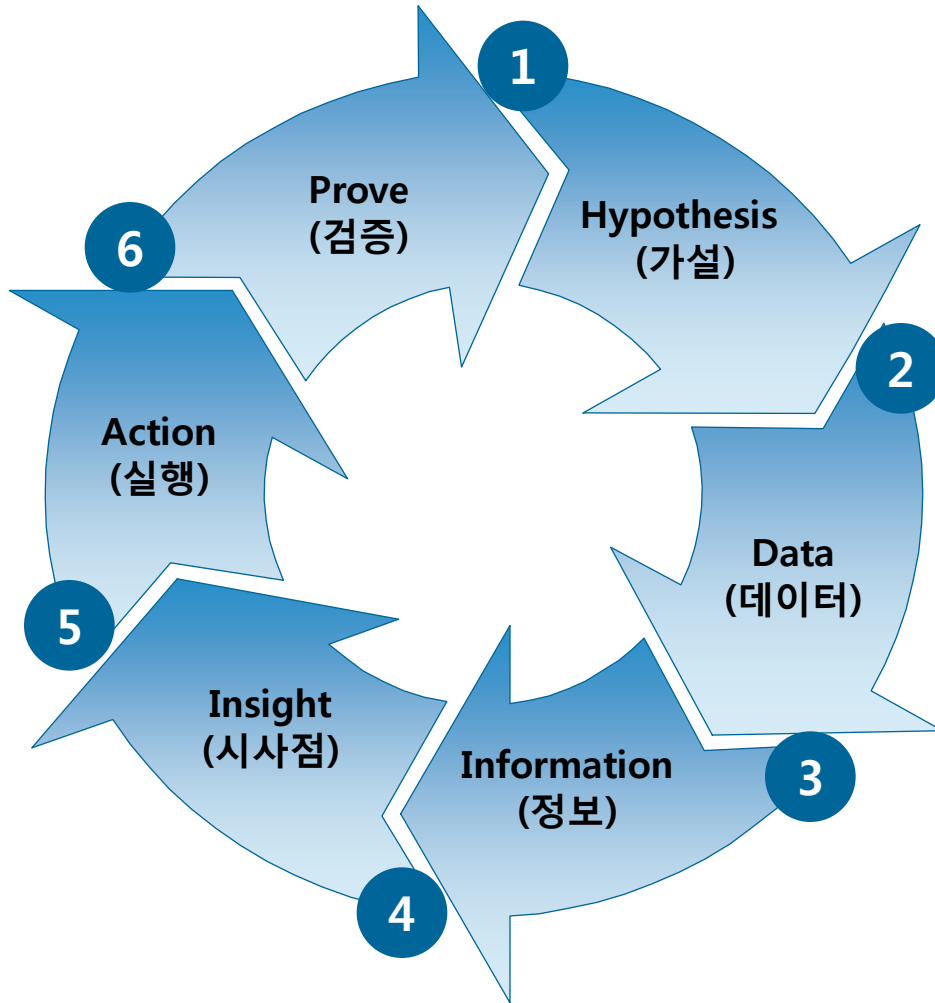 1
Hypothesis
(가설)
2
Data
(데이터)
3
Information
(정보)
4
Insight
(시사점)
5
Action
(실행)
6
Prove
(검증)